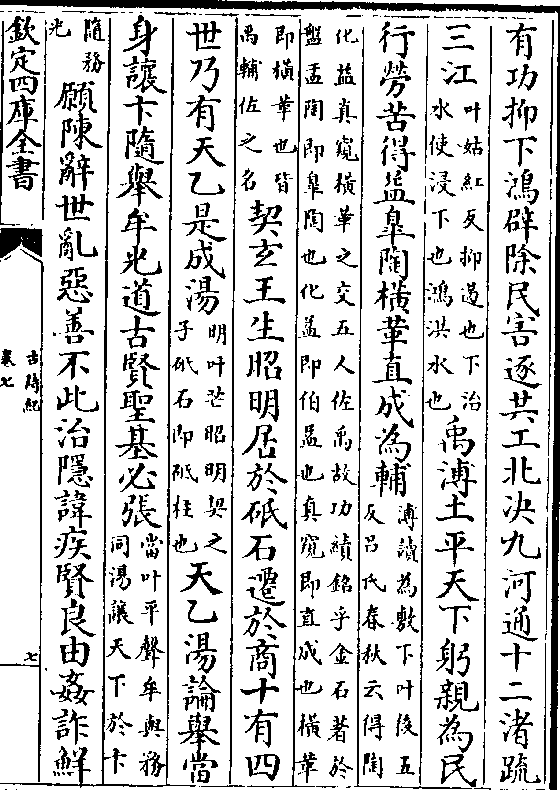 有功抑下鴻辟除民害逐共工北决九河通十二渚疏
三江叶姑紅反抑遏也下治水使浸下也鴻洪水也禹溥土平天下躬親為民
行勞苦得益臯陶橫革直成為輔溥讀為敷下叶後五反吕氏春秋云得陶
化益真窺橫革之交五人佐禹故功績銘乎金石著於盤盂陶即臯陶也化益即伯益也真窺即直成也橫革
即橫革也皆禹輔佐之名契玄王生昭明居於砥石遷於商十有四
世乃有天乙是成湯明叶茫昭明契之子砥石即砥柱也天乙湯論舉當
身讓卞隨舉牟光道古賢聖基必張當叶平聲牟與務同湯讓天下於卞
隨務光願陳辭世亂惡善不此治隱諱疾賢良由姦詐鮮
欽定四庫全書
古詩紀
卷七
七